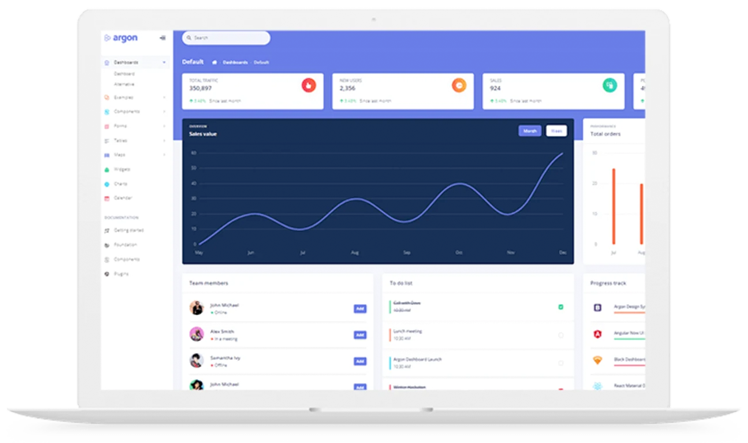 argon
Search
Dashboards
Dashboard
Alternative
Examples
Components
Forms
Tables
Maps
Widgets
Charts
Calendar
DOCUMENTATION
Getting started
Foundation
Components
Plugins
Default
Dashboards
Default
TOTAL TRAFFIC
350,897
3.48% Since last month
NEW USERS
2,356
3.48% Since last month
SALES
924
3.48% Since last month
OVERVIEW
Sales value
Month
60
50
40
30
20
10
0
May Jun Jul Aug Sep Oct Nov Dec
PERFORMANCE
Total orders
30
20
10
0
Jul Aug
Team members
John Michael
Online
Add
Alex Smith
In a meeting
Add
Samantha Ivy
Offline
Add
John Michael
Add
To do list
Call with Dave
10:30 AM
Lunch meeting
10:30 AM
Argon Dashboard Launch
10:30 AM
Winter Hackaton
Progress track
Argon Design Sy
Angular Now UI
Black Dashboard
React Material D